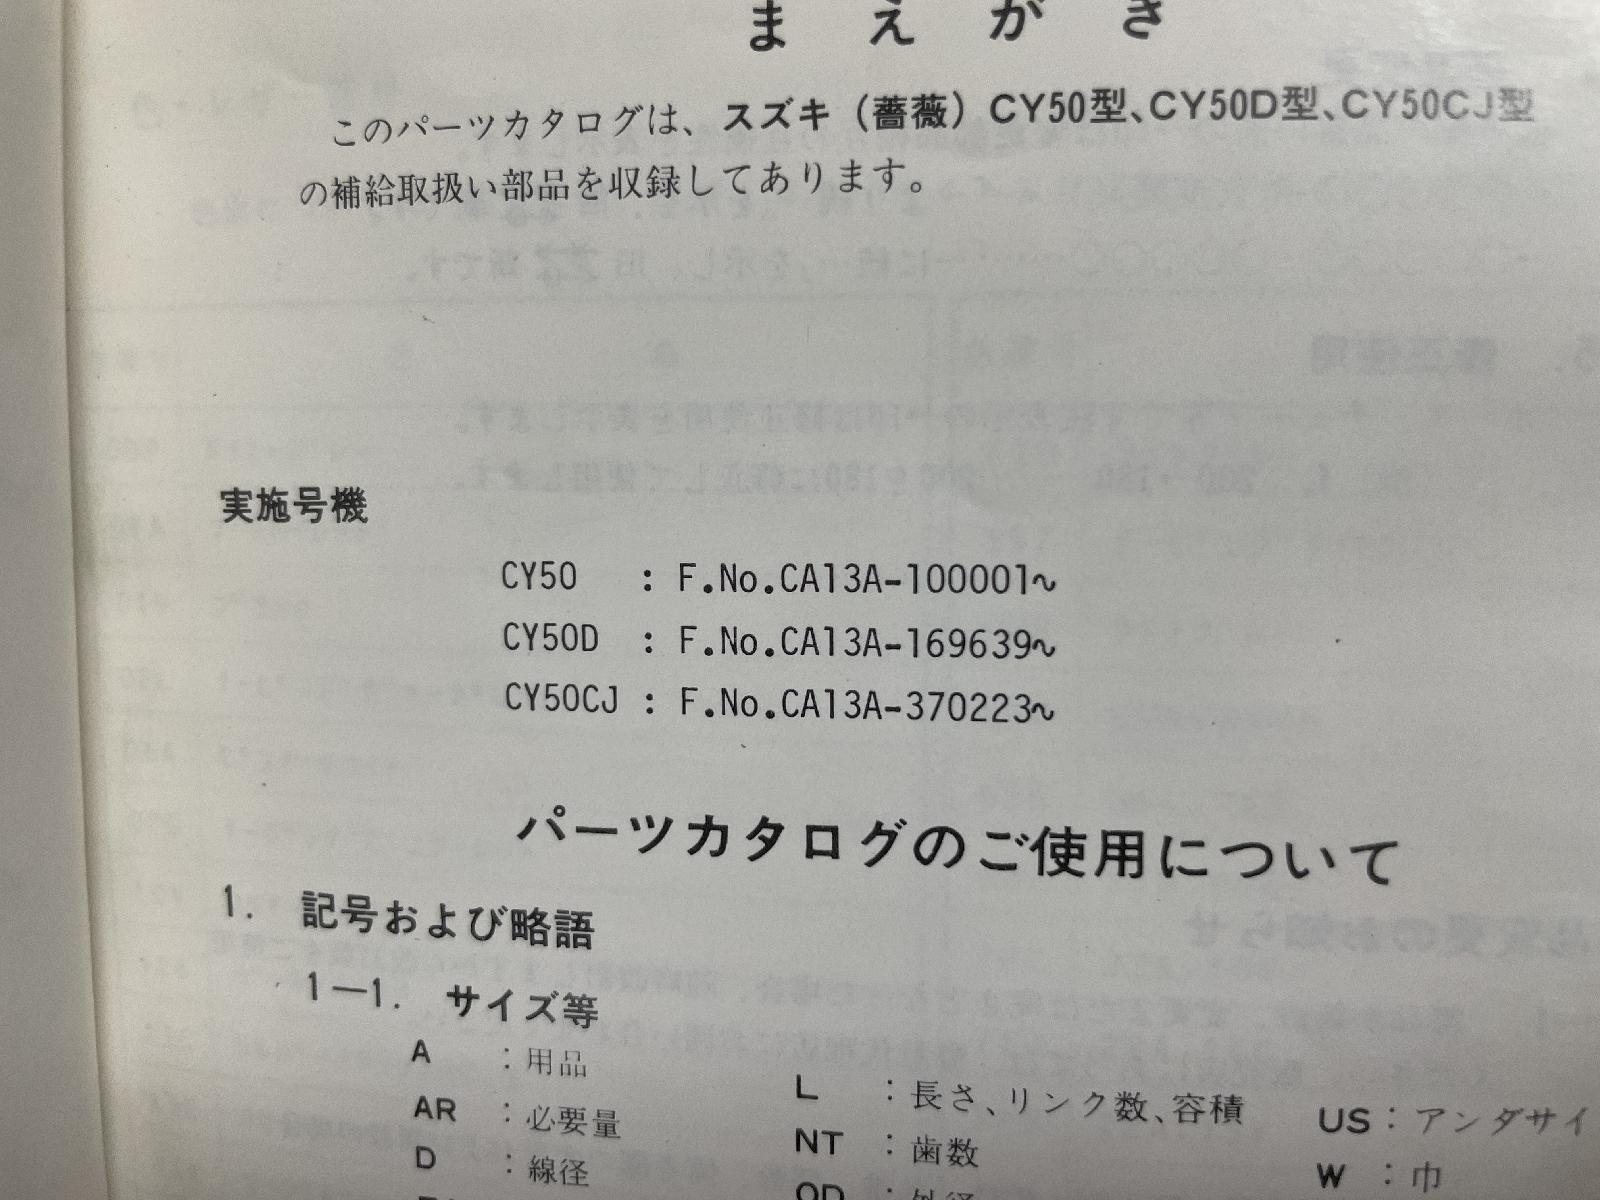 まえがき
このパーツカタログは、スズキ（薔薇）CY50型、CY50D型、CY50CJ型
の補給取扱い部品を収録してあります。
実施号機
CY50 : F.No.CA13A-100001~
CY50D : F.No.CA13A-169639~
CY50CJ : F.No.CA13A-370223~
パーツカタログのご使用について
1. 記号および略語
1—1. サイズ等
A : 用品
AR : 必要量
D : 線径
L : 長さ、リンク数、容積
NT : 歯数
OD : 外径
US : アンダサイ
W : 巾